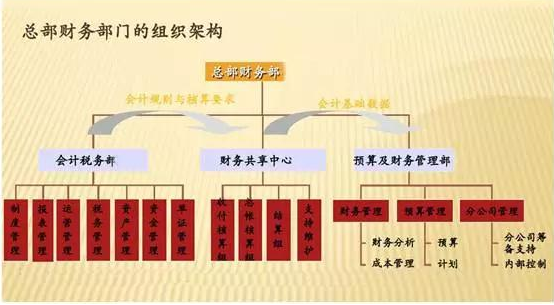 总部财务部门的组织架构
总部财务部
会计规则与核算要求
会计基础数据
会计税务部
财务共享中心
预算及财务管理部
制度管理
报表管理
运营管理
税务管理
资产管理
资金管理
单证管理
收付核算组
总帐核算组
结算组
支持维护
财务管理
预算管理
分公司管理
财务分析
成本管理
预算
计划
分公司筹
备支持
内部控制